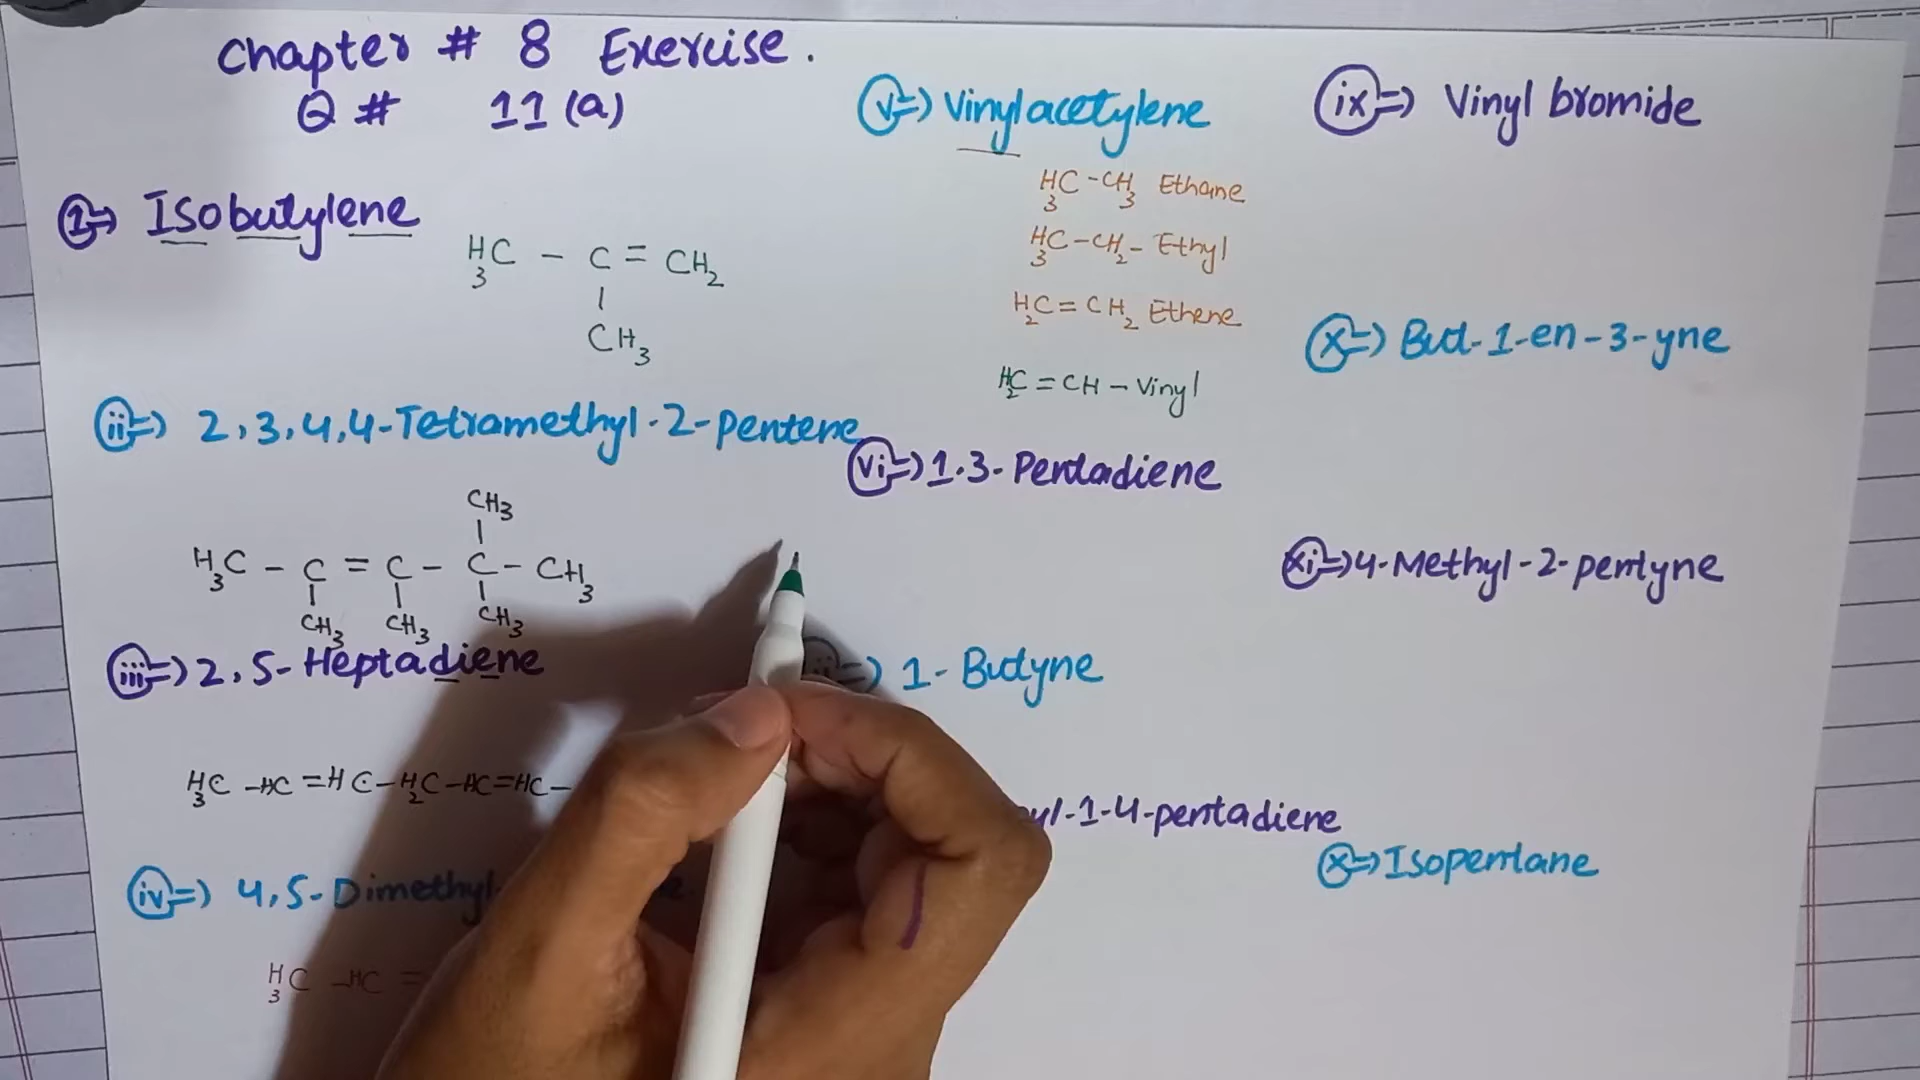 Chapter # 8 Exercise.
Q # 11(a)
i => Isobutylene
H3C - C = CH2
CH3
ii => 2,3,4,4-Tetramethyl-2-pentene
CH3
H3C - C = C - C - CH3
CH3 CH3 CH3
iii => 2,5-Heptadiene
H3C - HC = HC - H2C - HC = HC -
iv => 4,5-Dimethyl
H3C - HC =
v => Vinylacetylene
H3C - CH3 Ethane
H3C - CH2 - Ethyl
H2C = CH2 Ethene
H2C = CH - Vinyl
vi => 1.3-Pentadiene
=> 1-Butyne
yl-1-4-pentadiene
ix => Vinyl bromide
x => But-1-en-3-yne
xi => 4-Methyl-2-pentyne
x => Isopentane